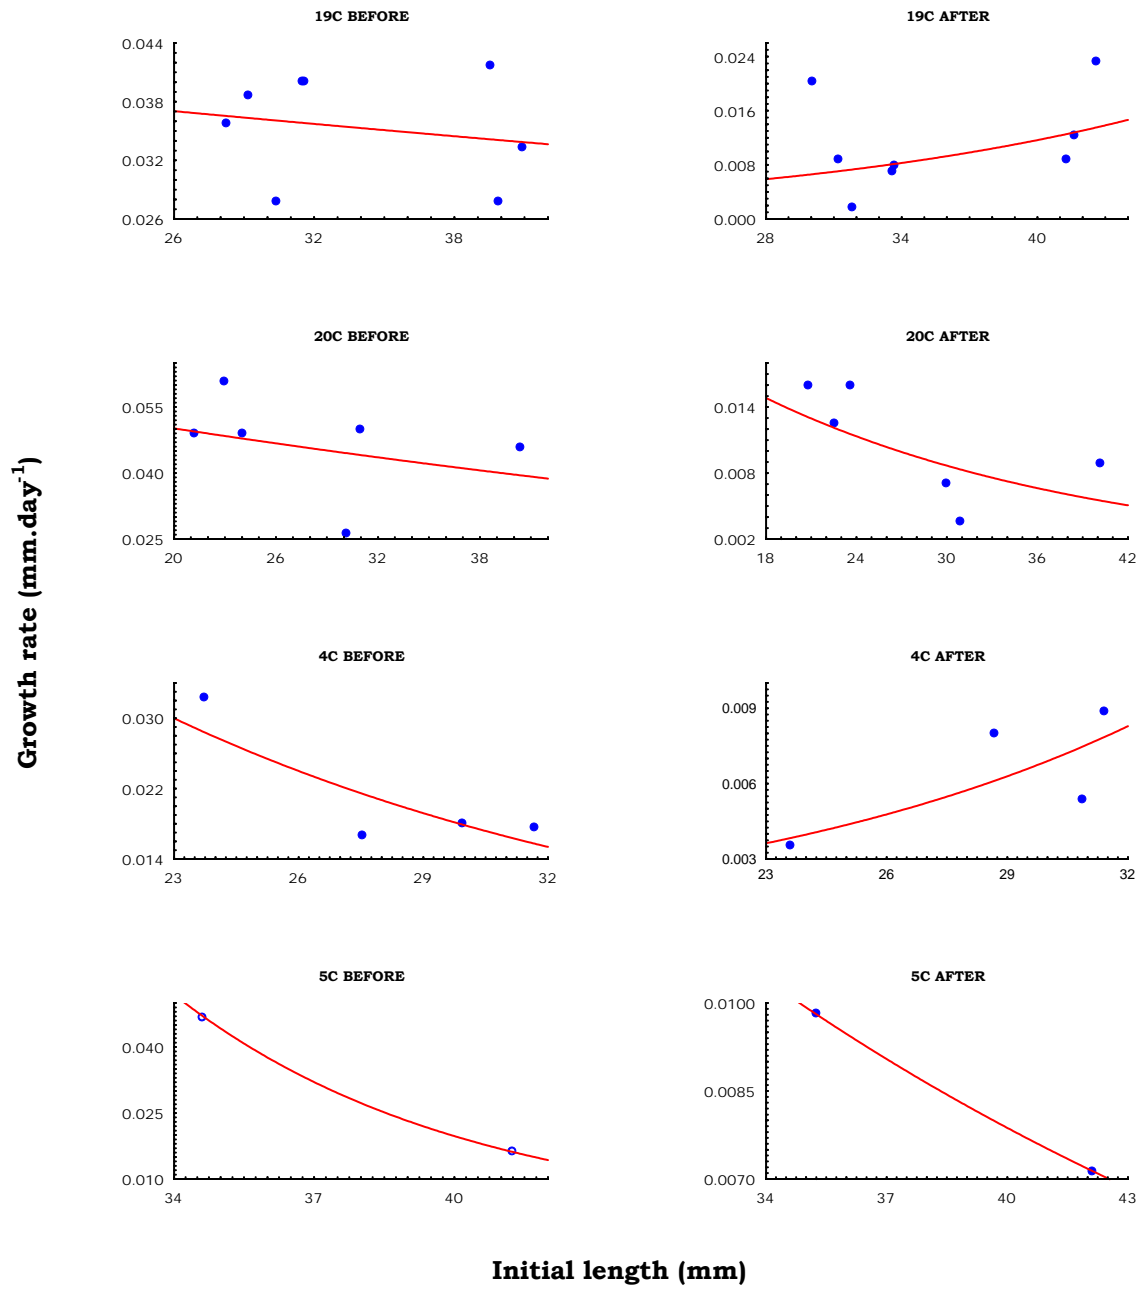 19C BEFORE
0.044
0.038
0.032
0.026
26 32 38
19C AFTER
0.024
0.016
0.008
0.000
28 34 40
20C BEFORE
0.055
0.040
0.025
20 26 32 38
20C AFTER
0.014
0.008
0.002
18 24 30 36 42
4C BEFORE
0.030
0.022
0.014
23 26 29 32
4C AFTER
0.009
0.006
0.003
23 26 29 32
5C BEFORE
0.040
0.025
0.010
34 37 40
5C AFTER
0.0100
0.0085
0.0070
34 37 40 43
Growth rate (mm.day-1)
Initial length (mm)